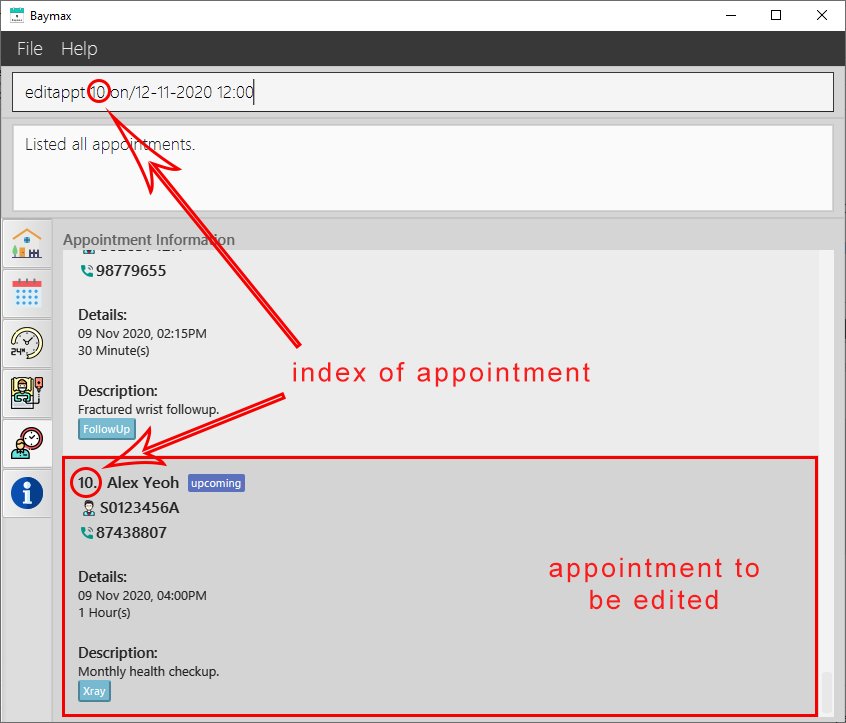 Baymax
File Help
editappt 10 on/12-11-2020 12:00
Listed all appointments.
Appointment Information
98779655
Details:
09 Nov 2020, 02:15PM
30 Minute(s)
index of appointment
Description:
Fractured wrist followup.
FollowUp
10. Alex Yeoh upcoming
S0123456A
87438807
appointment to
be edited
Details:
09 Nov 2020, 04:00PM
1 Hour(s)
Description:
Monthly health checkup.
Xray